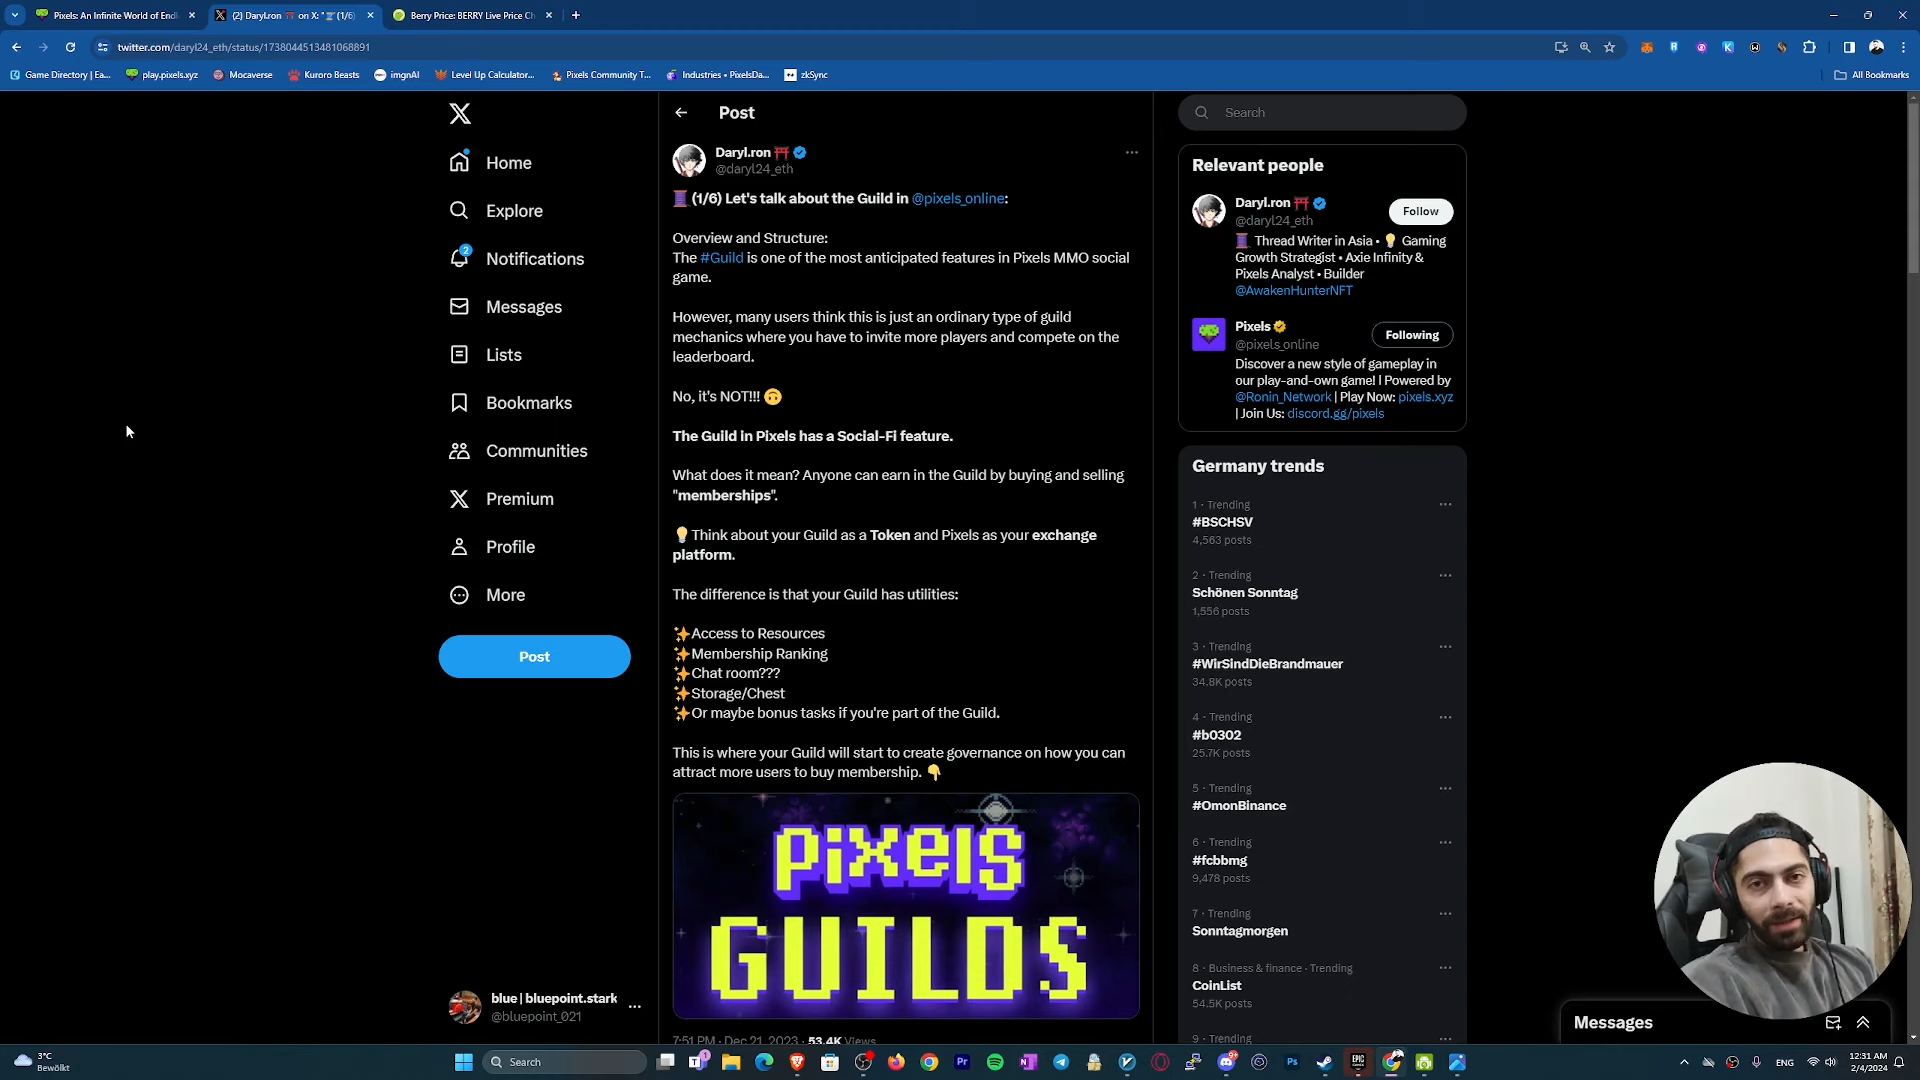 Pixels: An Infinite World of Endl
(2) Daryl.ron ⛩️ on X: "🧵(1/6)
Berry Price: BERRY Live Price Ch
twitter.com/daryl24_eth/status/1738044513481068891
Game Directory | Ea...
play.pixels.xyz
Mocaverse
Kuroro Beasts
imgnAI
Level Up Calculator...
Pixels Community T...
Industries • PixelsDa...
zkSync
All Bookmarks
Home
Explore
2
Notifications
Messages
Lists
Bookmarks
Communities
Premium
Profile
More
Post
blue | bluepoint.stark
@bluepoint_021
Post
Daryl.ron ⛩️
@daryl24_eth
🧵 (1/6) Let's talk about the Guild in @pixels_online:
Overview and Structure:
The #Guild is one of the most anticipated features in Pixels MMO social
game.
However, many users think this is just an ordinary type of guild
mechanics where you have to invite more players and compete on the
leaderboard.
No, it's NOT!!! 🙃
The Guild in Pixels has a Social-Fi feature.
What does it mean? Anyone can earn in the Guild by buying and selling
"memberships".
💡Think about your Guild as a Token and Pixels as your exchange
platform.
The difference is that your Guild has utilities:
✨Access to Resources
✨Membership Ranking
✨Chat room???
✨Storage/Chest
✨Or maybe bonus tasks if you're part of the Guild.
This is where your Guild will start to create governance on how you can
attract more users to buy membership. 👇
pixels
GUILDS
7:51 PM · Dec 21, 2023 · 53.4K Views
Search
Relevant people
Daryl.ron ⛩️
@daryl24_eth
Follow
🧵 Thread Writer in Asia • 💡 Gaming
Growth Strategist • Axie Infinity &
Pixels Analyst • Builder
@AwakenHunterNFT
Pixels
@pixels_online
Following
Discover a new style of gameplay in
our play-and-own game! | Powered by
@Ronin_Network | Play Now: pixels.xyz
| Join Us: discord.gg/pixels
Germany trends
1 · Trending
#BSCHSV
4,563 posts
2 · Trending
Schönen Sonntag
1,556 posts
3 · Trending
#WirSindDieBrandmauer
34.8K posts
4 · Trending
#b0302
25.7K posts
5 · Trending
#OmonBinance
6 · Trending
#fcbbmg
9,478 posts
7 · Trending
Sonntagmorgen
8 · Business & finance · Trending
CoinList
54.5K posts
9 · Trending
Messages
3°C
Bewölkt
Search
ENG
12:31 AM
2/4/2024